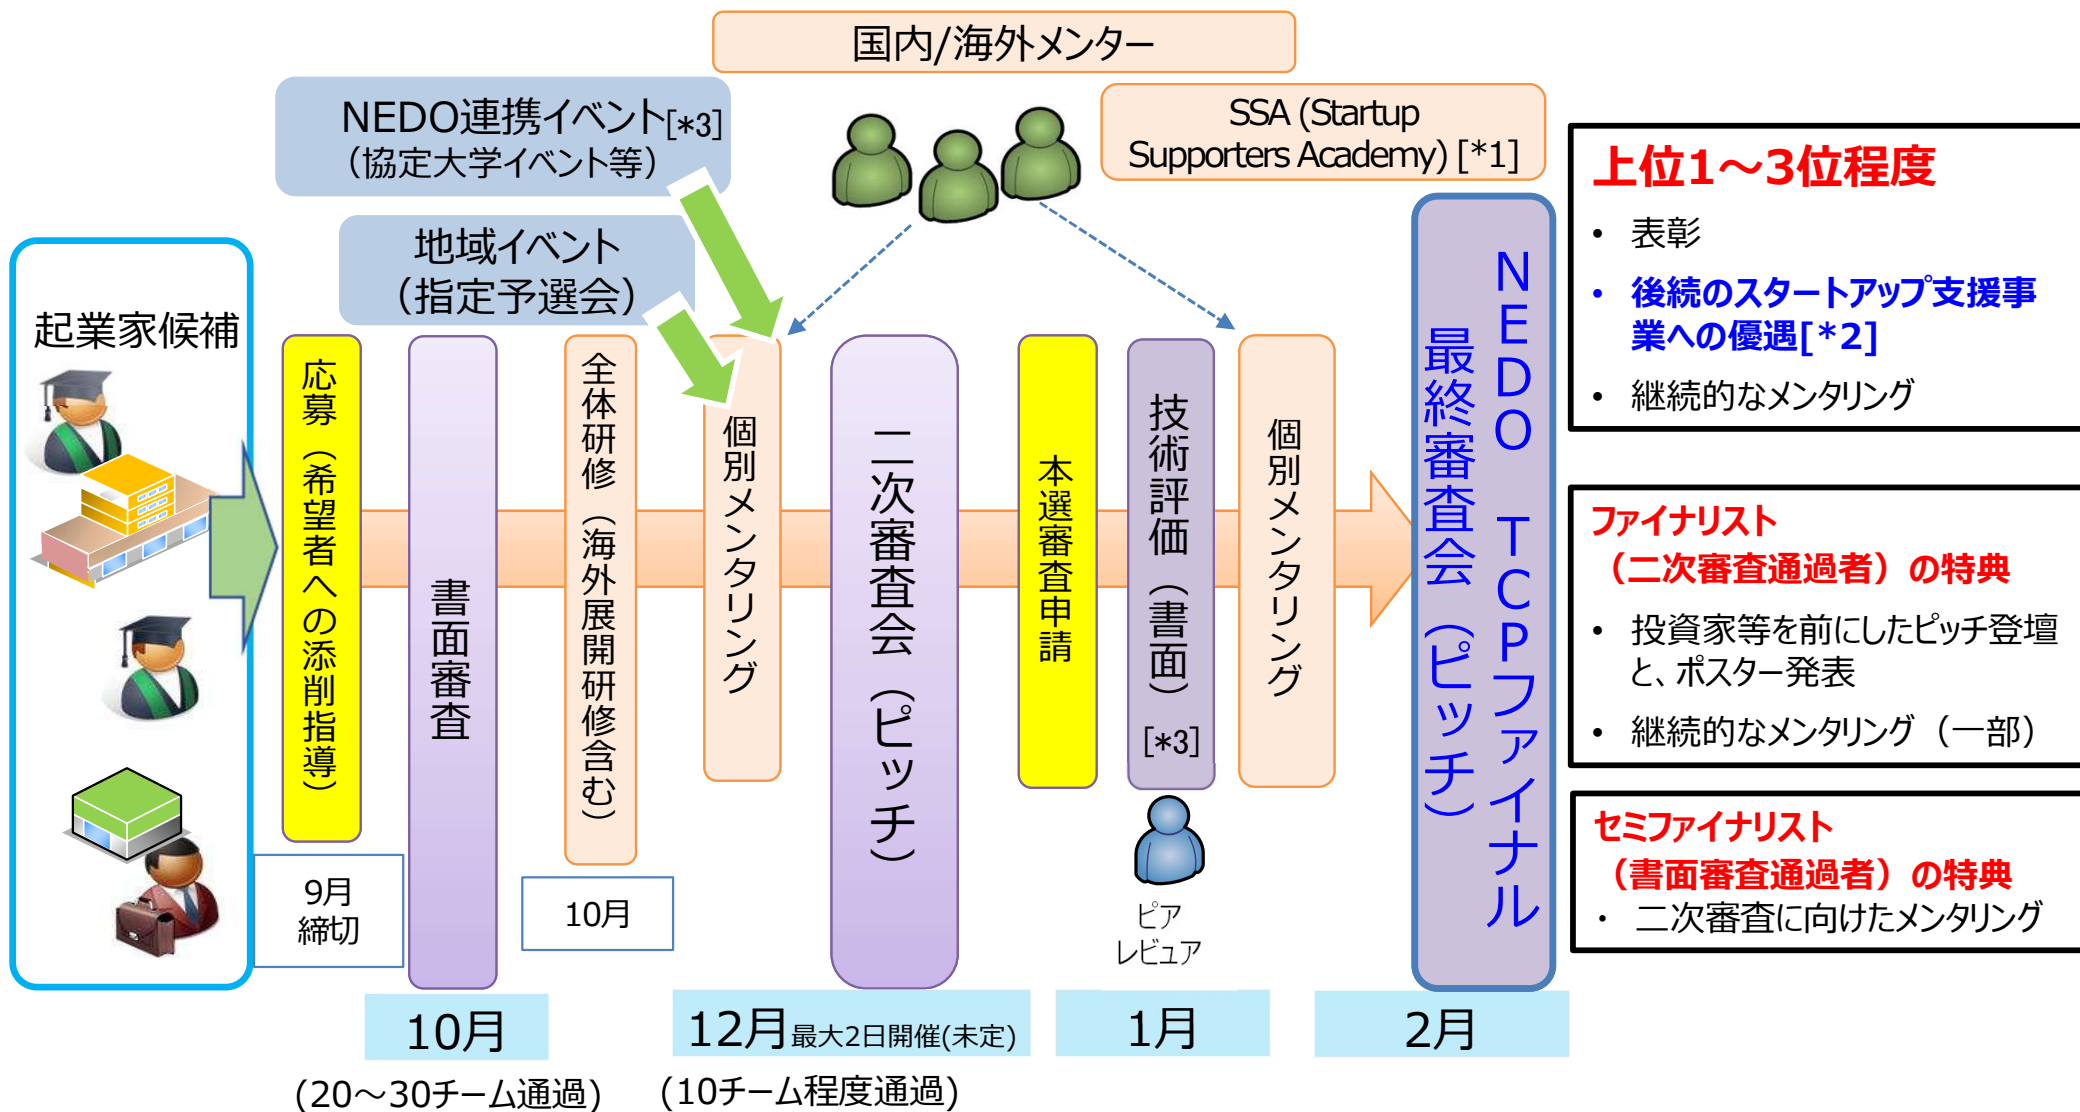 国内/海外メンター
NEDO連携イベント[*3]
（協定大学イベント等）
SSA (Startup
Supporters Academy) [*1]
地域イベント
（指定予選会）
起業家候補
応募（希望者への添削指導）
書面審査
全体研修（海外展開研修含む）
個別メンタリング
二次審査会（ピッチ）
本選審査申請
技術評価（書面）
[*3]
個別メンタリング
NEDO TCPファイナル
最終審査会（ピッチ）
9月
締切
10月
ピア
レビュア
10月
12月 最大2日開催(未定)
1月
2月
(20～30チーム通過)
(10チーム程度通過)
上位1～3位程度
• 表彰
• 後続のスタートアップ支援事
業への優遇[*2]
• 継続的なメンタリング
ファイナリスト
（二次審査通過者）の特典
• 投資家等を前にしたピッチ登壇
と、ポスター発表
• 継続的なメンタリング（一部）
セミファイナリスト
（書面審査通過者）の特典
・ 二次審査に向けたメンタリング